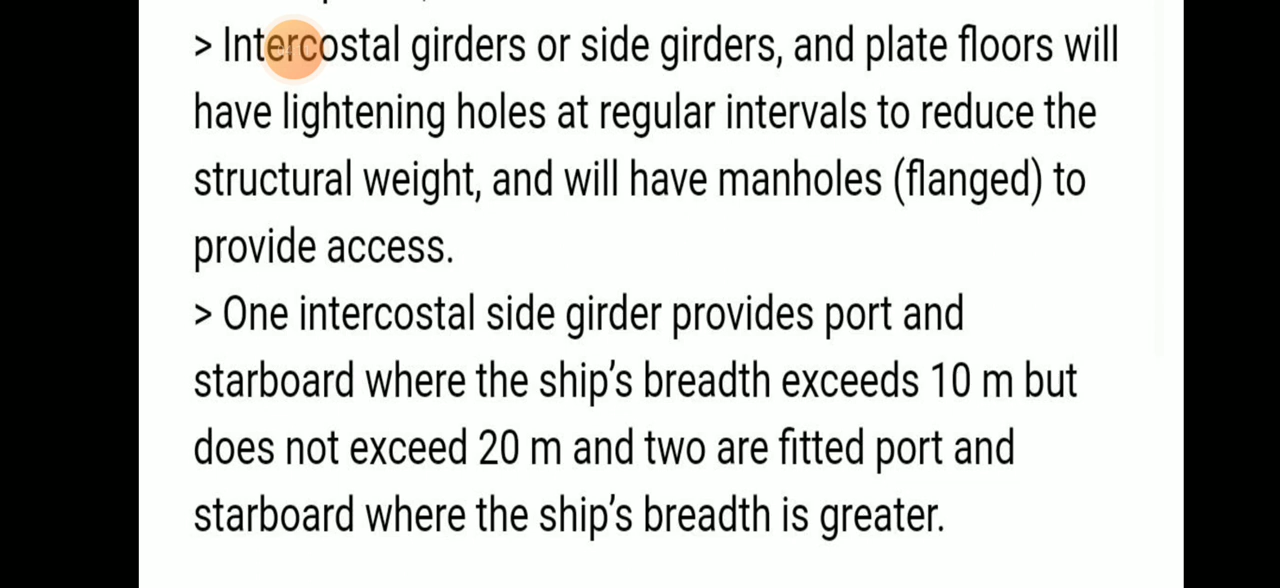 > Intercostal girders or side girders, and plate floors will
have lightening holes at regular intervals to reduce the
structural weight, and will have manholes (flanged) to
provide access.
> One intercostal side girder provides port and
starboard where the ship's breadth exceeds 10 m but
does not exceed 20 m and two are fitted port and
starboard where the ship's breadth is greater.